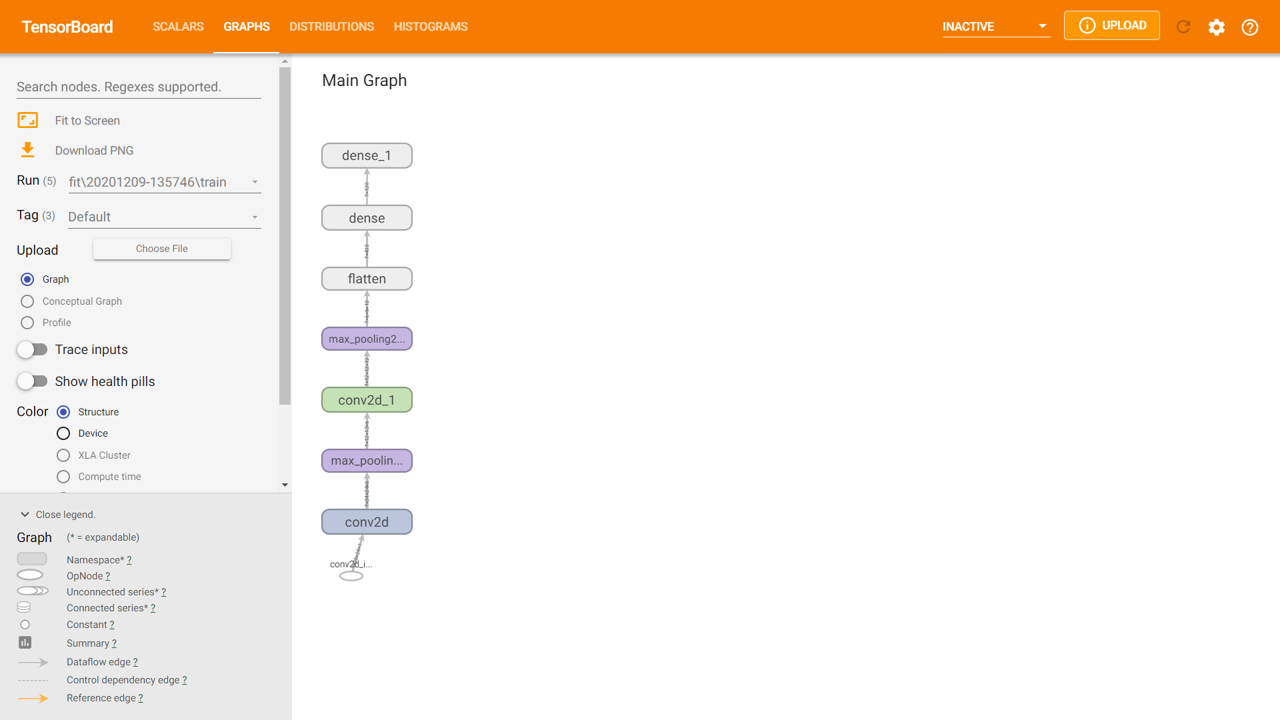 TensorBoard SCALARS GRAPHS DISTRIBUTIONS HISTOGRAMS INACTIVE UPLOAD
Search nodes. Regexes supported.
Fit to Screen
Download PNG
Run (5) fit\20201209-135746\train
Tag (3) Default
Upload Choose File
Graph
Conceptual Graph
Profile
Trace inputs
Show health pills
Color Structure
Device
XLA Cluster
Compute time
Close legend.
Graph (* = expandable)
Namespace* ?
OpNode ?
Unconnected series* ?
Connected series* ?
Constant ?
Summary ?
Dataflow edge ?
Control dependency edge ?
Reference edge ?
Main Graph
dense_1
dense
flatten
max_pooling2...
conv2d_1
max_poolin...
conv2d
conv2d_i...